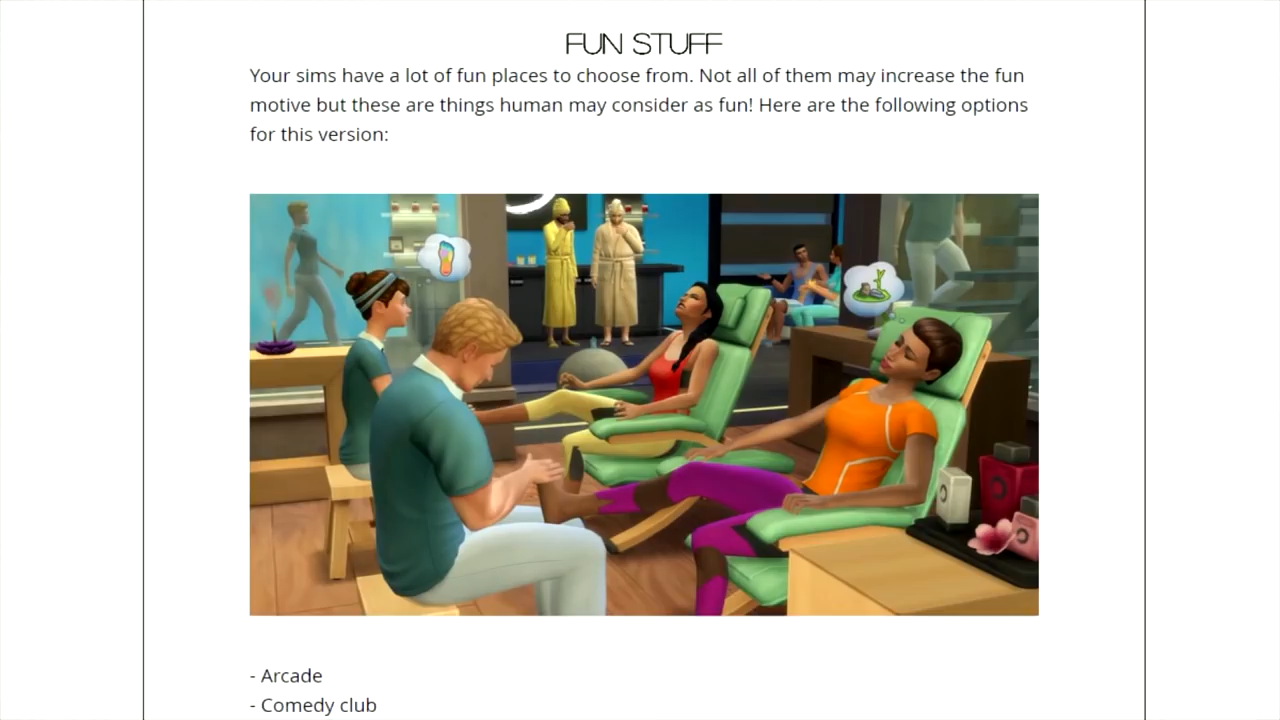 FUN STUFF
Your sims have a lot of fun places to choose from. Not all of them may increase the fun
motive but these are things human may consider as fun! Here are the following options
for this version:
- Arcade
- Comedy club